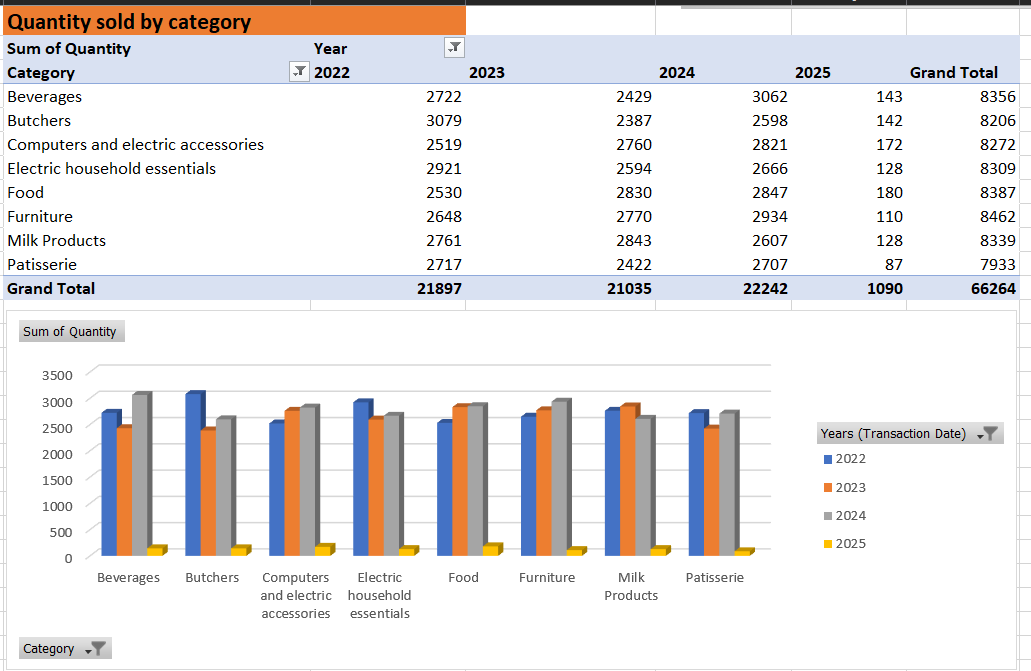 Quantity sold by category
Sum of Quantity Year
Category 2022 2023 2024 2025 Grand Total
Beverages 2722 2429 3062 143 8356
Butchers 3079 2387 2598 142 8206
Computers and electric accessories 2519 2760 2821 172 8272
Electric household essentials 2921 2594 2666 128 8309
Food 2530 2830 2847 180 8387
Furniture 2648 2770 2934 110 8462
Milk Products 2761 2843 2607 128 8339
Patisserie 2717 2422 2707 87 7933
Grand Total 21897 21035 22242 1090 66264
Sum of Quantity
3500
3000
2500
2000
1500
1000
500
0
Beverages Butchers Computers Electric Food Furniture Milk Patisserie
and electric household Products
accessories essentials
Years (Transaction Date)
2022
2023
2024
2025
Category